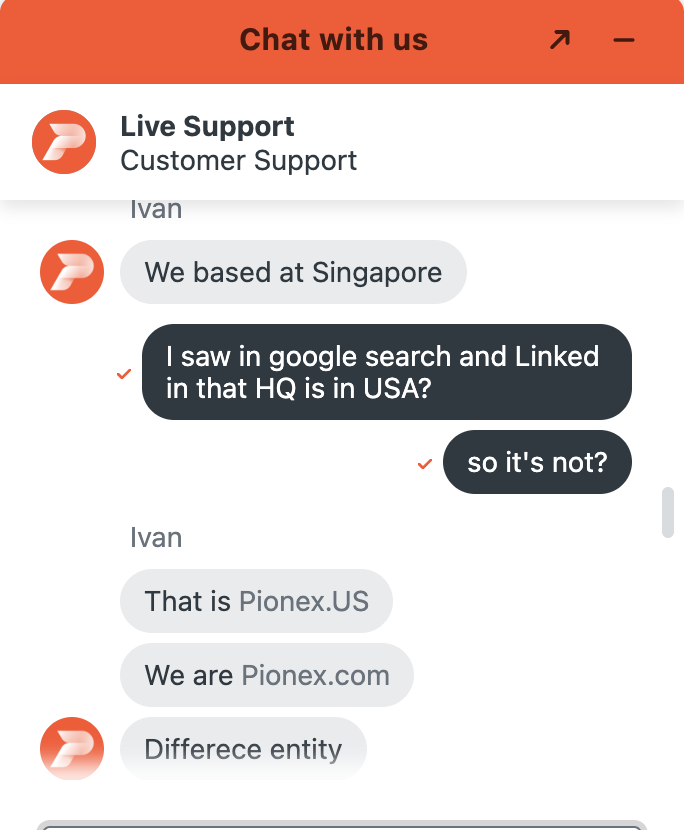 Chat with us
Live Support
Customer Support
Ivan
We based at Singapore
I saw in google search and Linked
in that HQ is in USA?
so it's not?
Ivan
That is Pionex.US
We are Pionex.com
Differece entity